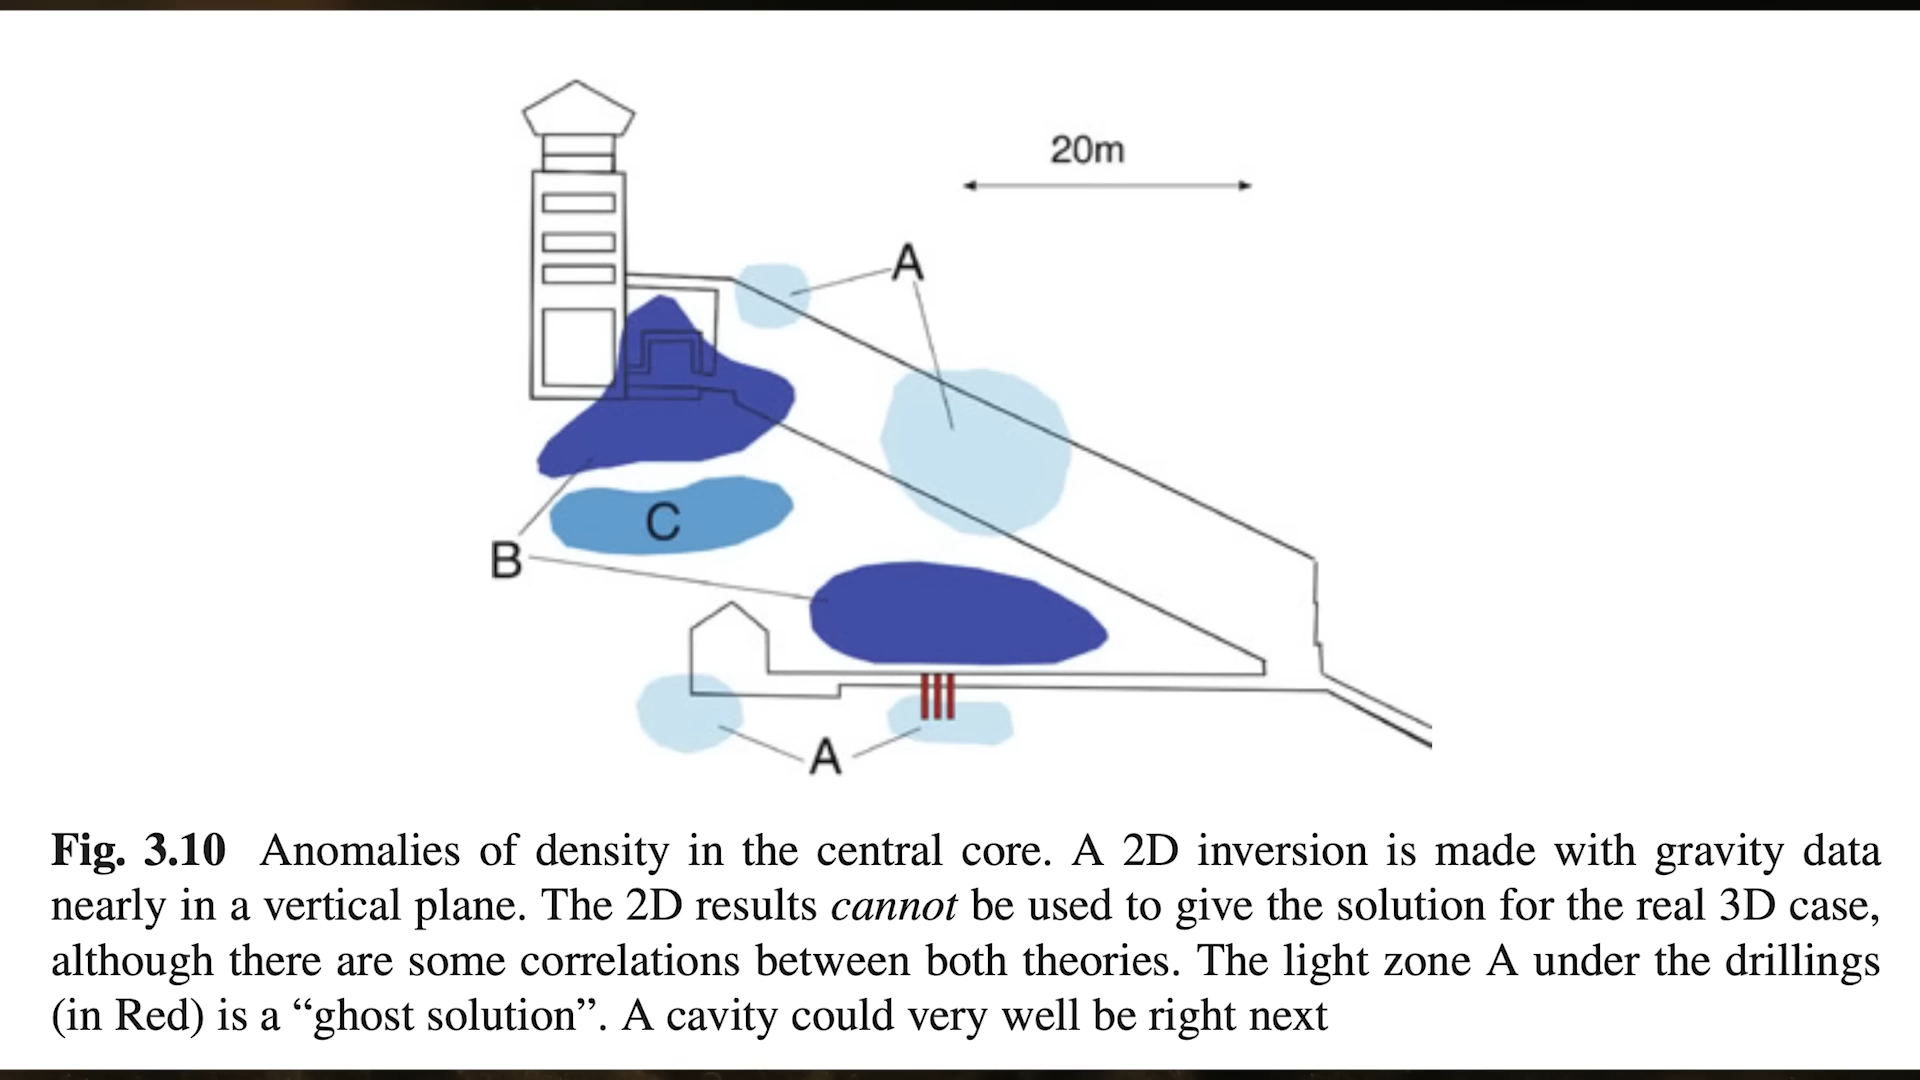 20m
A
C
B
A
Fig. 3.10 Anomalies of density in the central core. A 2D inversion is made with gravity data
nearly in a vertical plane. The 2D results cannot be used to give the solution for the real 3D case,
although there are some correlations between both theories. The light zone A under the drillings
(in Red) is a “ghost solution”. A cavity could very well be right next